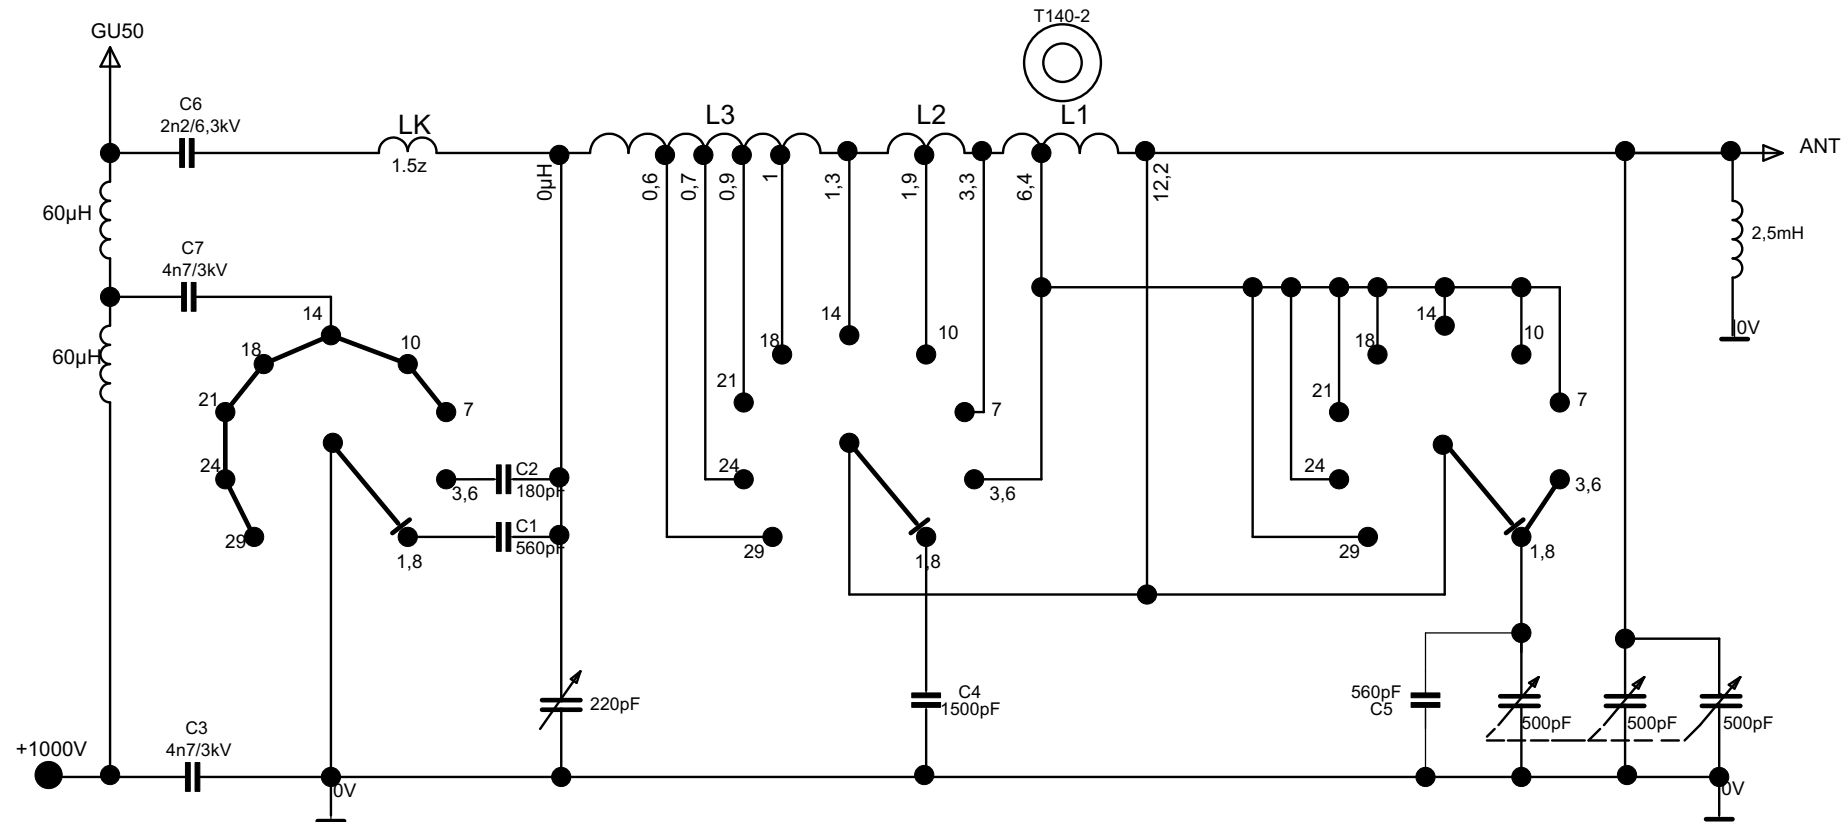 T140-2
GU50
C6
2n2/6,3kV
LK
1.5z
L3
L2
L1
ANT
0µH
0,6
0,7
0,9
1
1,3
1,9
3,3
6,4
12,2
60µH
C7
4n7/3kV
2,5mH
0V
60µH
14
18
10
21
7
24
29
3,6
1,8
C2
180pF
C1
560pF
14
18
10
21
7
24
3,6
29
1,8
14
18
10
21
7
24
3,6
29
1,8
220pF
C4
1500pF
560pF
C5
500pF
500pF
500pF
+1000V
C3
4n7/3kV
0V
0V